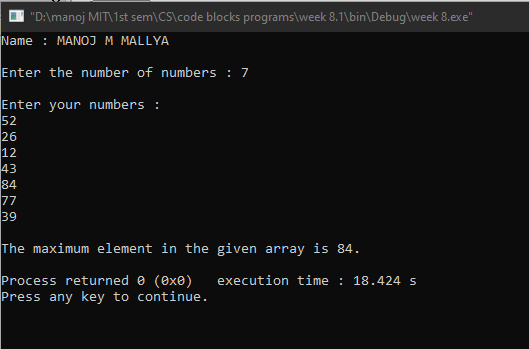 "D:\manoj MIT\1st sem\CS\code blocks programs\week 8.1\bin\Debug\week 8.exe"
Name : MANOJ M MALLYA
Enter the number of numbers : 7
Enter your numbers :
52
26
12
43
84
77
39
The maximum element in the given array is 84.
Process returned 0 (0x0)   execution time : 18.424 s
Press any key to continue.